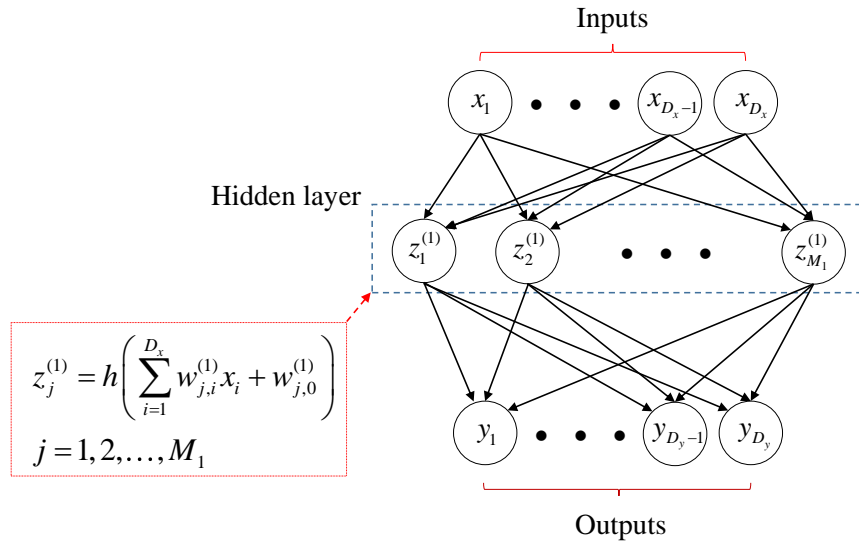 Inputs
x_1 • • • x_{D_x-1} x_{D_x}
Hidden layer
z_1^{(1)} z_2^{(1)} • • • z_{M_1}^{(1)}
z_j^{(1)} = h\left( \sum_{i=1}^{D_x} w_{j,i}^{(1)} x_i + w_{j,0}^{(1)} \right)
j = 1, 2, …, M_1
y_1 • • • y_{D_y-1} y_{D_y}
Outputs